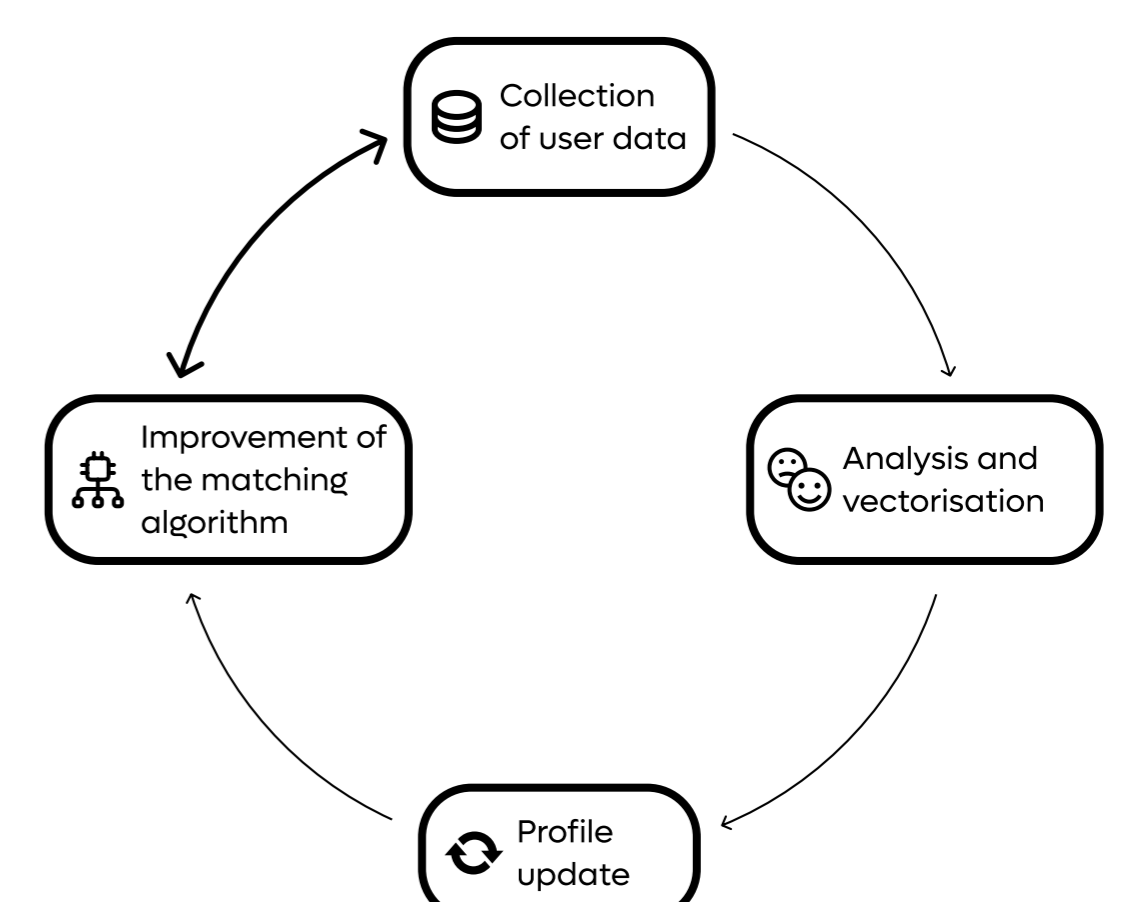 Collection
of user data
Analysis and
vectorisation
Profile
update
Improvement of
the matching
algorithm